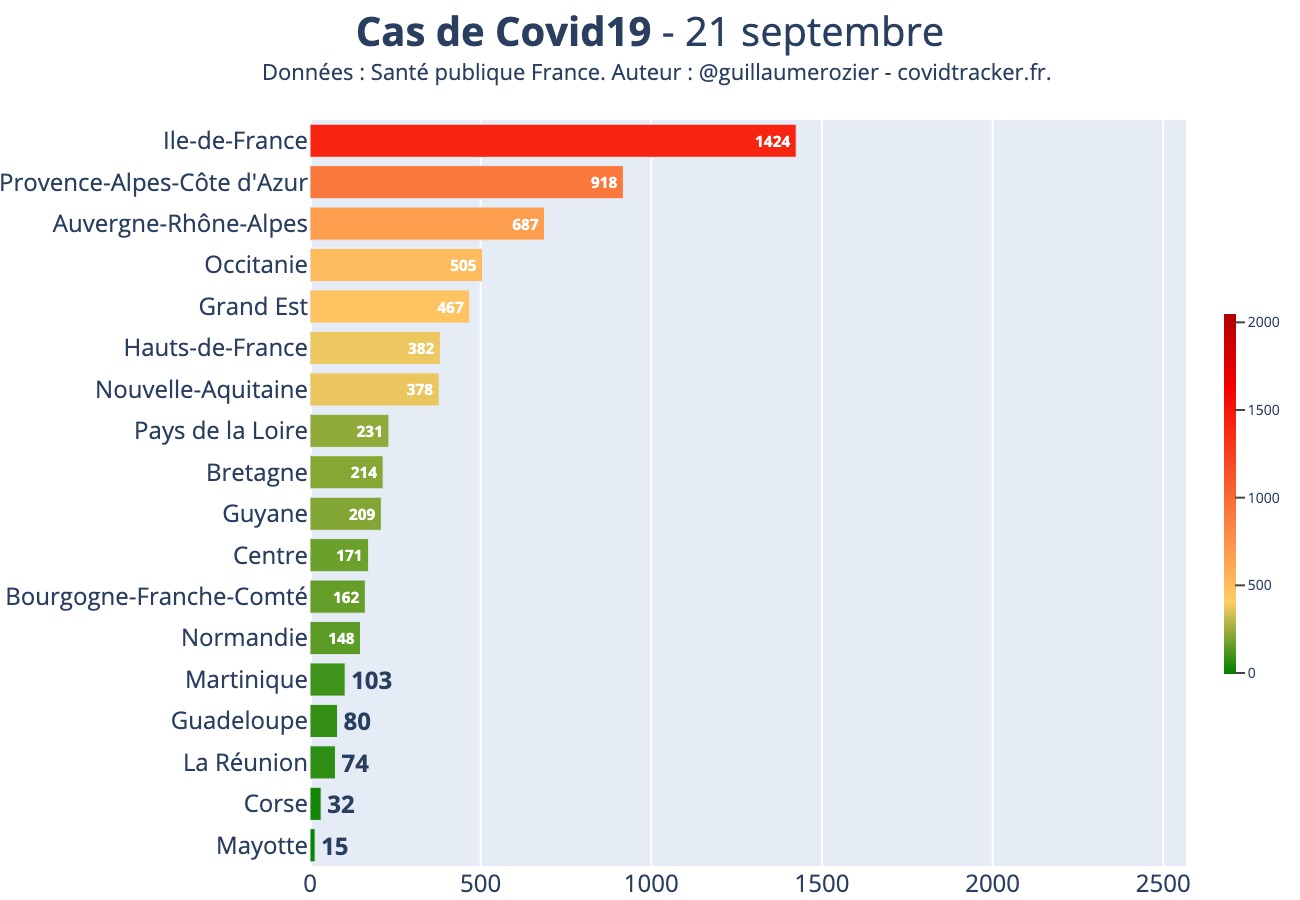 Cas de Covid19 - 21 septembre
Données : Santé publique France. Auteur : @guillaumerozier - covidtracker.fr.
Ile-de-France 1424
Provence-Alpes-Côte d'Azur 918
Auvergne-Rhône-Alpes 687
Occitanie 505
Grand Est 467
Hauts-de-France 382
Nouvelle-Aquitaine 378
Pays de la Loire 231
Bretagne 214
Guyane 209
Centre 171
Bourgogne-Franche-Comté 162
Normandie 148
Martinique 103
Guadeloupe 80
La Réunion 74
Corse 32
Mayotte 15
0 500 1000 1500 2000 2500
2000
1500
1000
500
0